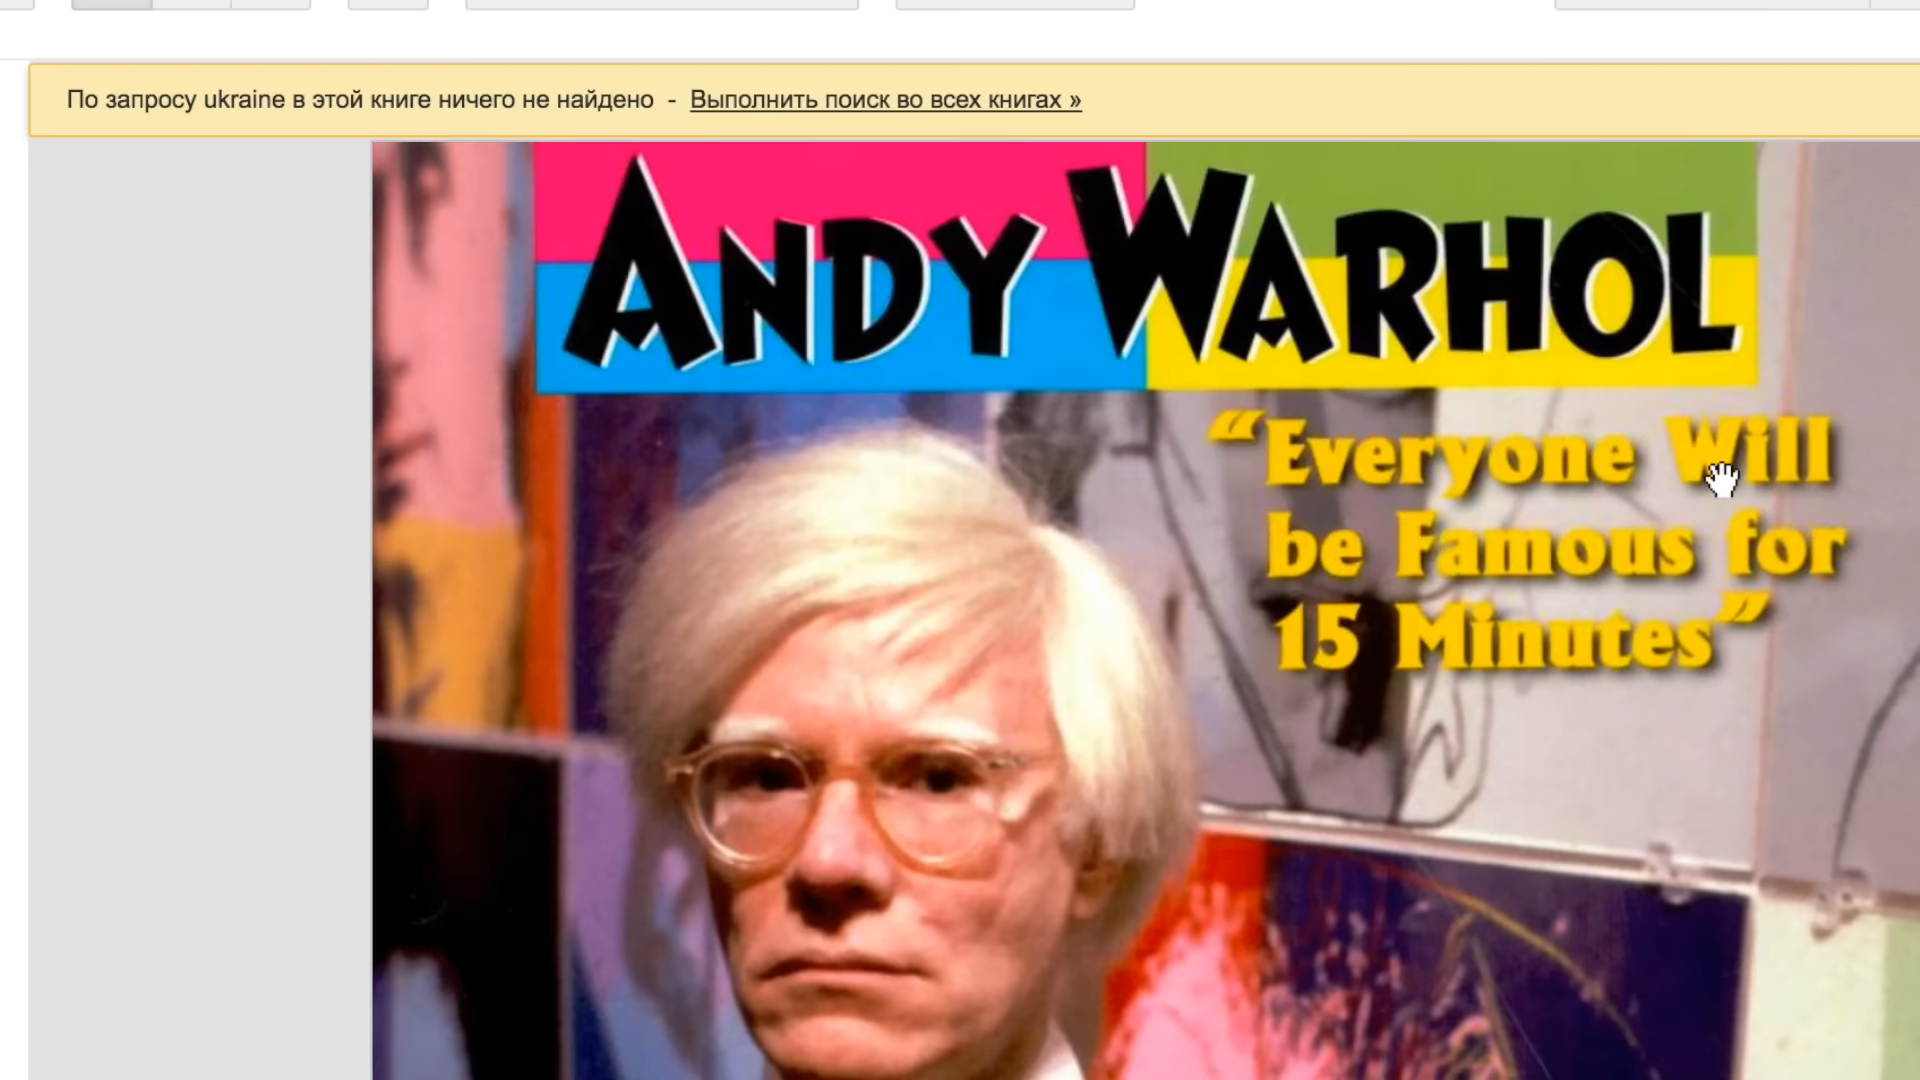 По запросу ukraine в этой книге ничего не найдено - Выполнить поиск во всех книгах »
ANDY WARHOL
“Everyone Will
be Famous for
15 Minutes”